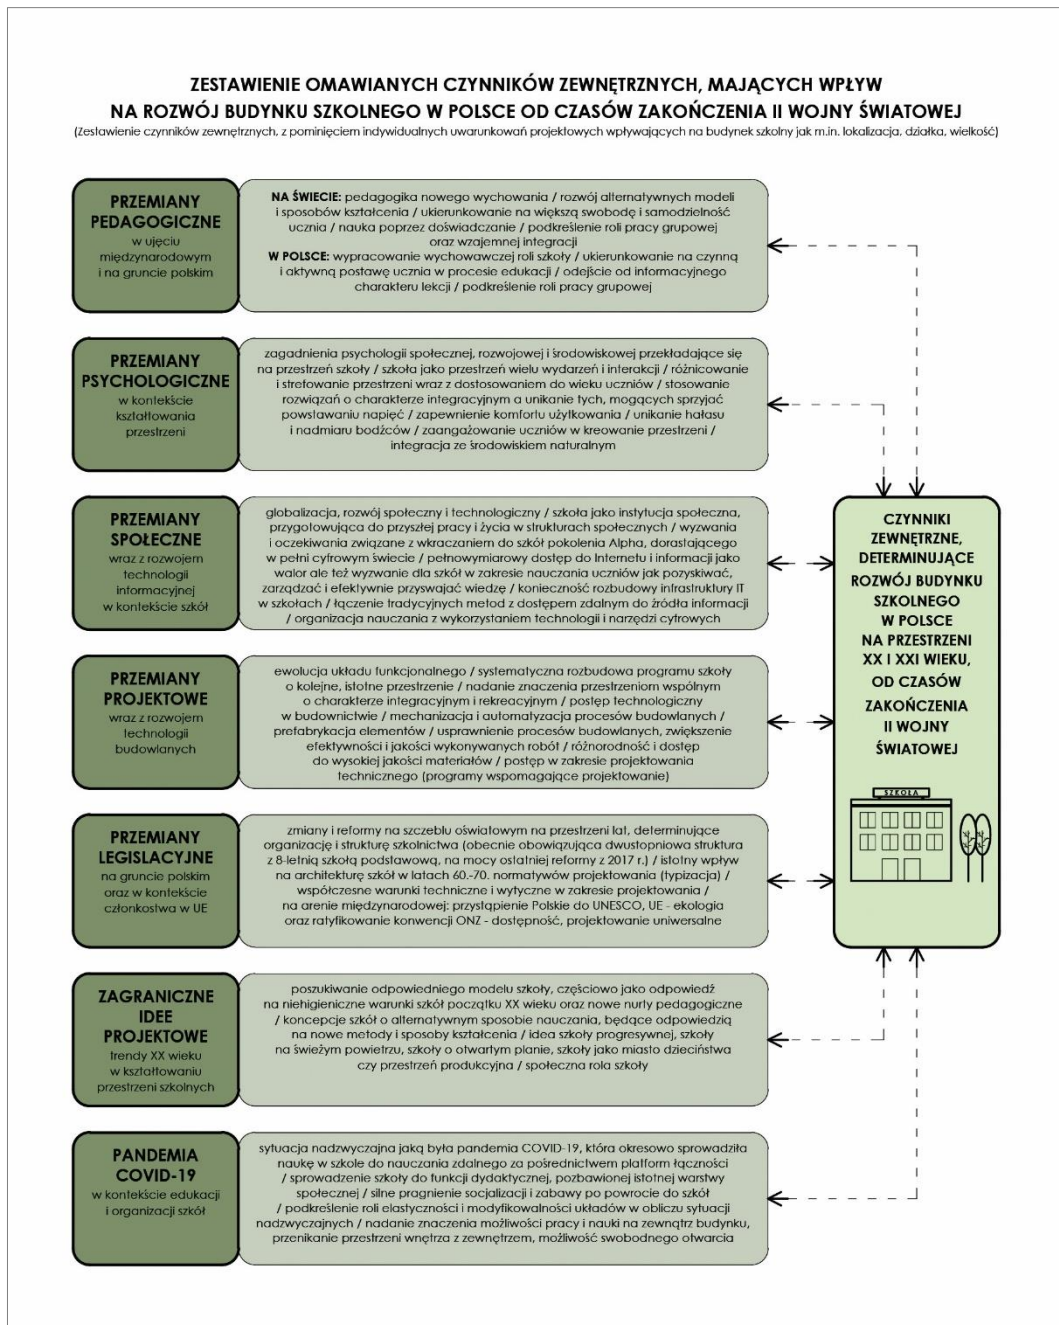 ZESTAWIENIE OMAWIANYCH CZYNNIKÓW ZEWNĘTRZNYCH, MAJĄCYCH WPŁYW
NA ROZWÓJ BUDYNKU SZKOLNEGO W POLSCE OD CZASÓW ZAKOŃCZENIA II WOJNY ŚWIATOWEJ
(Zestawienie czynników zewnętrznych, z pominięciem indywidualnych uwarunkowań projektowych wpływających na budynek szkolny jak m.in. lokalizacja, działka, wielkość)
PRZEMIANY
PEDAGOGICZNE
w ujęciu
międzynarodowym
i na gruncie polskim
NA ŚWIECIE: pedagogika nowego wychowania / rozwój alternatywnych modeli
i sposobów kształcenia / ukierunkowanie na większą swobodę i samodzielność
ucznia / nauka poprzez doświadczanie / podkreślenie roli pracy grupowej
oraz wzajemnej integracji
W POLSCE: wypracowanie wychowawczej roli szkoły / ukierunkowanie na czynną
i aktywną postawę ucznia w procesie edukacji / odejście od informacyjnego
charakteru lekcji / podkreślenie roli pracy grupowej
PRZEMIANY
PSYCHOLOGICZNE
w kontekście
kształtowania
przestrzeni
zagadnienia psychologii społecznej, rozwojowej i środowiskowej przekładające się
na przestrzeń szkoły / szkoła jako przestrzeń wielu wydarzeń i interakcji / różnicowanie
i strefowanie przestrzeni wraz z dostosowaniem do wieku uczniów / stosowanie
rozwiązań o charakterze integracyjnym a unikanie tych, mogących sprzyjać
powstawaniu napięć / zapewnienie komfortu użytkowania / unikanie hałasu
i nadmiaru bodźców / zaangażowanie uczniów w kreowanie przestrzeni /
integracja ze środowiskiem naturalnym
PRZEMIANY
SPOŁECZNE
wraz z rozwojem
technologii
informacyjnej
w kontekście szkół
globalizacja, rozwój społeczny i technologiczny / szkoła jako instytucja społeczna,
przygotowująca do przyszłej pracy i życia w strukturach społecznych / wyzwania
i oczekiwania związane z wkraczaniem do szkół pokolenia Alpha, dorastającego
w pełni cyfrowym świecie / pełnowymiarowy dostęp do Internetu i informacji jako
walor ale też wyzwanie dla szkół w zakresie nauczania uczniów jak pozyskiwać,
zarządzać i efektywnie przyswajać wiedzę / konieczność rozbudowy infrastruktury IT
w szkołach / łączenie tradycyjnych metod z dostępem zdalnym do źródła informacji
/ organizacja nauczania z wykorzystaniem technologii i narzędzi cyfrowych
PRZEMIANY
PROJEKTOWE
wraz z rozwojem
technologii
budowlanych
ewolucja układu funkcjonalnego / systematyczna rozbudowa programu szkoły
o kolejne, istotne przestrzenie / nadanie znaczenia przestrzeniom wspólnym
o charakterze integracyjnym i rekreacyjnym / postęp technologiczny
w budownictwie / mechanizacja i automatyzacja procesów budowlanych /
prefabrykacja elementów / usprawnienie procesów budowlanych, zwiększenie
efektywności i jakości wykonywanych robót / różnorodność i dostęp
do wysokiej jakości materiałów / postęp w zakresie projektowania
technicznego (programy wspomagające projektowanie)
PRZEMIANY
LEGISLACYJNE
na gruncie polskim
oraz w kontekście
członkostwa w UE
zmiany i reformy na szczeblu oświatowym na przestrzeni lat, determinujące
organizację i strukturę szkolnictwa (obecnie obowiązująca dwustopniowa struktura
z 8-letnią szkołą podstawową, na mocy ostatniej reformy z 2017 r.) / istotny wpływ
na architekturę szkół w latach 60.-70. normatywów projektowania (typizacja) /
współczesne warunki techniczne i wytyczne w zakresie projektowania /
na arenie międzynarodowej: przystąpienie Polskie do UNESCO, UE - ekologia
oraz ratyfikowanie konwencji ONZ - dostępność, projektowanie uniwersalne
ZAGRANICZNE
IDEE
PROJEKTOWE
trendy XX wieku
w kształtowaniu
przestrzeni szkolnych
poszukiwanie odpowiedniego modelu szkoły, częściowo jako odpowiedź
na niehigieniczne warunki szkół początku XX wieku oraz nowe nurty pedagogiczne
/ koncepcje szkół o alternatywnym sposobie nauczania, będące odpowiedzią
na nowe metody i sposoby kształcenia / idea szkoły progresywnej, szkoły
na świeżym powietrzu, szkoły o otwartym planie, szkoły jako miasto dzieciństwa
czy przestrzeń produkcyjna / społeczna rola szkoły
PANDEMIA
COVID-19
w kontekście edukacji
i organizacji szkół
sytuacja nadzwyczajna jaką była pandemia COVID-19, która okresowo sprowadziła
naukę w szkole do nauczania zdalnego za pośrednictwem platform łączności
/ sprowadzenie szkoły do funkcji dydaktycznej, pozbawionej istotnej warstwy
społecznej / silne pragnienie socjalizacji i zabawy po powrocie do szkół
/ podkreślenie roli elastyczności i modyfikowalności układów w obliczu sytuacji
nadzwyczajnych / nadanie znaczenia możliwości pracy i nauki na zewnątrz budynku,
przenikanie przestrzeni wnętrza z zewnętrzem, możliwość swobodnego otwarcia
CZYNNIKI
ZEWNĘTRZNE,
DETERMINUJĄCE
ROZWÓJ BUDYNKU
SZKOLNEGO
W POLSCE
NA PRZESTRZENI
XX I XXI WIEKU,
OD CZASÓW
ZAKOŃCZENIA
II WOJNY
ŚWIATOWEJ
SZKOŁA